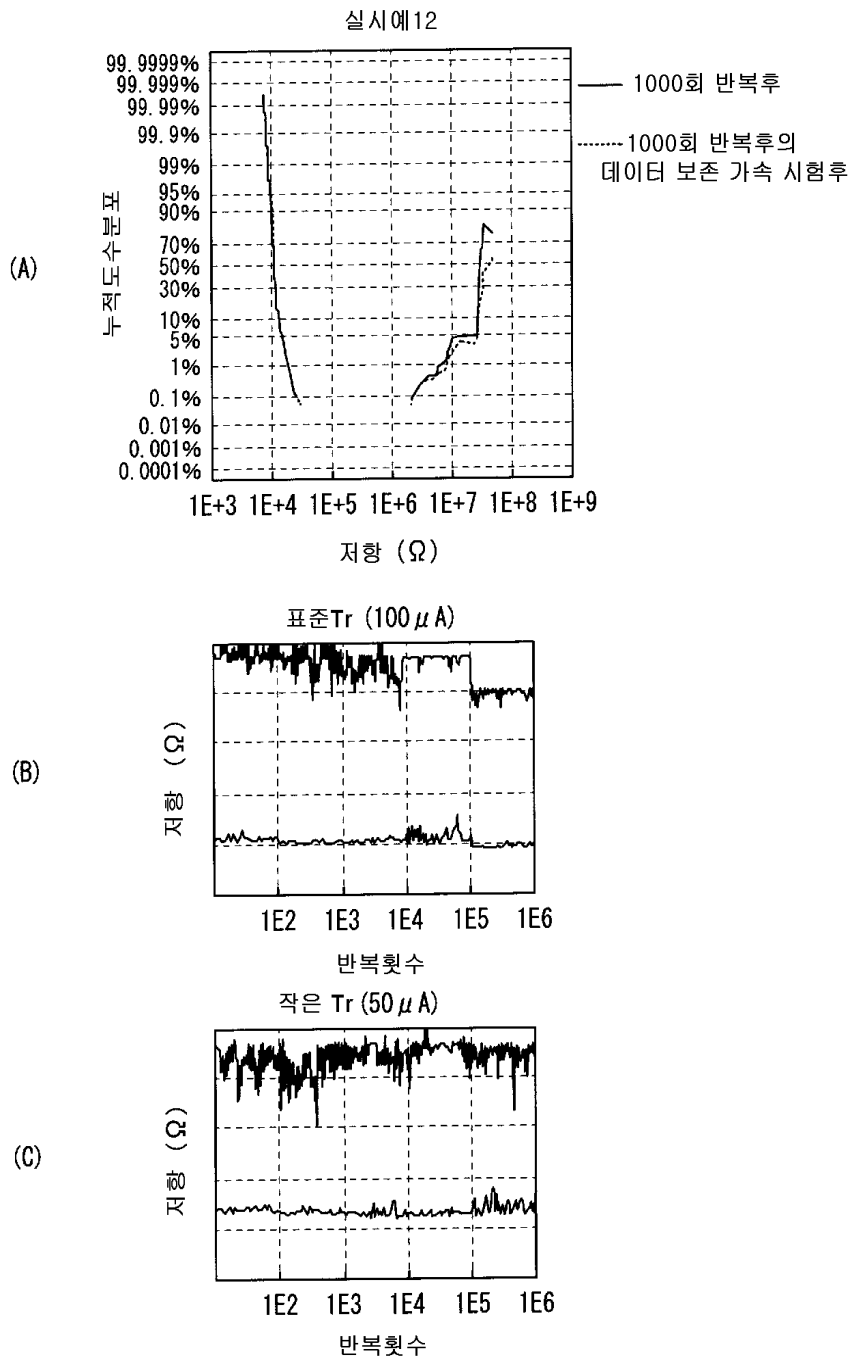 실시예12
(A)
누적도수분포
99.9999%
99.999%
99.99%
99.9%
99%
95%
90%
70%
50%
30%
10%
5%
1%
0.1%
0.01%
0.001%
0.0001%
1E+3 1E+4 1E+5 1E+6 1E+7 1E+8 1E+9
저항 (Ω)
1000회 반복후
1000회 반복후의
데이터 보존 가속 시험후
(B)
표준Tr (100μA)
저항 (Ω)
1E2 1E3 1E4 1E5 1E6
반복횟수
(C)
작은 Tr (50μA)
저항 (Ω)
1E2 1E3 1E4 1E5 1E6
반복횟수